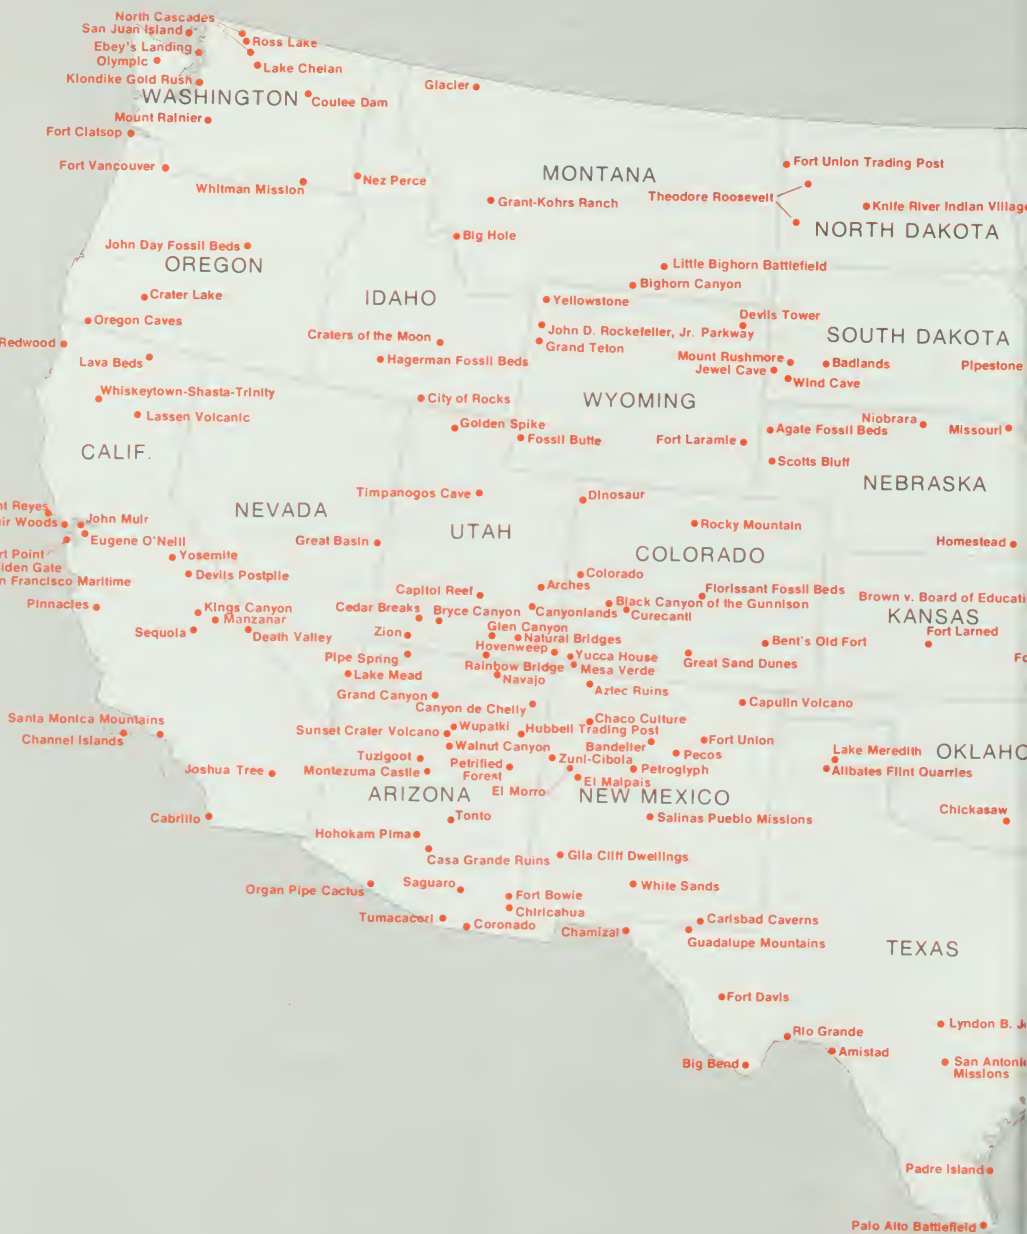 North Cascades
San Juan Island
Ross Lake
Ebey's Landing
Olympic
Lake Chelan
Klondike Gold Rush
Glacier
WASHINGTON
Coulee Dam
Mount Rainier
Fort Clatsop
Fort Vancouver
Whitman Mission
Nez Perce
MONTANA
Fort Union Trading Post
Theodore Roosevelt
Grant-Kohrs Ranch
Knife River Indian Village
NORTH DAKOTA
Big Hole
John Day Fossil Beds
OREGON
Little Bighorn Battlefield
Bighorn Canyon
Crater Lake
IDAHO
Yellowstone
Oregon Caves
Devils Tower
John D. Rockefeller, Jr. Parkway
Redwood
Craters of the Moon
Grand Teton
SOUTH DAKOTA
Lava Beds
Hagerman Fossil Beds
Mount Rushmore
Jewel Cave
Badlands
Pipestone
Wind Cave
Whiskeytown-Shasta-Trinity
City of Rocks
WYOMING
Lassen Volcanic
Golden Spike
Fossil Butte
Fort Laramie
Niobrara
Agate Fossil Beds
Missouri
CALIF.
Scotts Bluff
NEBRASKA
Timpanogos Cave
Dinosaur
nt Reyes
NEVADA
ir Woods
John Muir
Rocky Mountain
Eugene O'Neill
Great Basin
UTAH
Homestead
rt Point
Yosemite
COLORADO
lden Gate
n Francisco Maritime
Devils Postpile
Colorado
Capitol Reef
Arches
Florissant Fossil Beds
Pinnacles
Kings Canyon
Cedar Breaks
Bryce Canyon
Canyonlands
Black Canyon of the Gunnison
Curecanti
Brown v. Board of Educati
KANSAS
Manzanar
Sequoia
Death Valley
Zion
Glen Canyon
Natural Bridges
Hovenweep
Bent's Old Fort
Fort Larned
Pipe Spring
Rainbow Bridge
Yucca House
Mesa Verde
Great Sand Dunes
Fo
Lake Mead
Navajo
Aztec Ruins
Grand Canyon
Canyon de Chelly
Capulin Volcano
Santa Monica Mountains
Channel Islands
Sunset Crater Volcano
Wupatki
Hubbell Trading Post
Chaco Culture
Walnut Canyon
Bandelier
Fort Union
Lake Meredith
OKLAHO
Tuzigoot
Petrified
Forest
Zuni-Cibola
Pecos
Joshua Tree
Montezuma Castle
Petroglyph
Alibates Flint Quarries
El Malpais
El Morro
ARIZONA
NEW MEXICO
Chickasaw
Cabrillo
Tonto
Salinas Pueblo Missions
Hohokam Pima
Casa Grande Ruins
Gila Cliff Dwellings
Organ Pipe Cactus
Saguaro
White Sands
Fort Bowie
Chiricahua
Tumacacori
Coronado
Chamizal
Carlsbad Caverns
Guadalupe Mountains
TEXAS
Fort Davis
Rio Grande
Lyndon B. J
Amistad
Big Bend
San Antoni
Missions
Padre Island
Palo Alto Battlefield